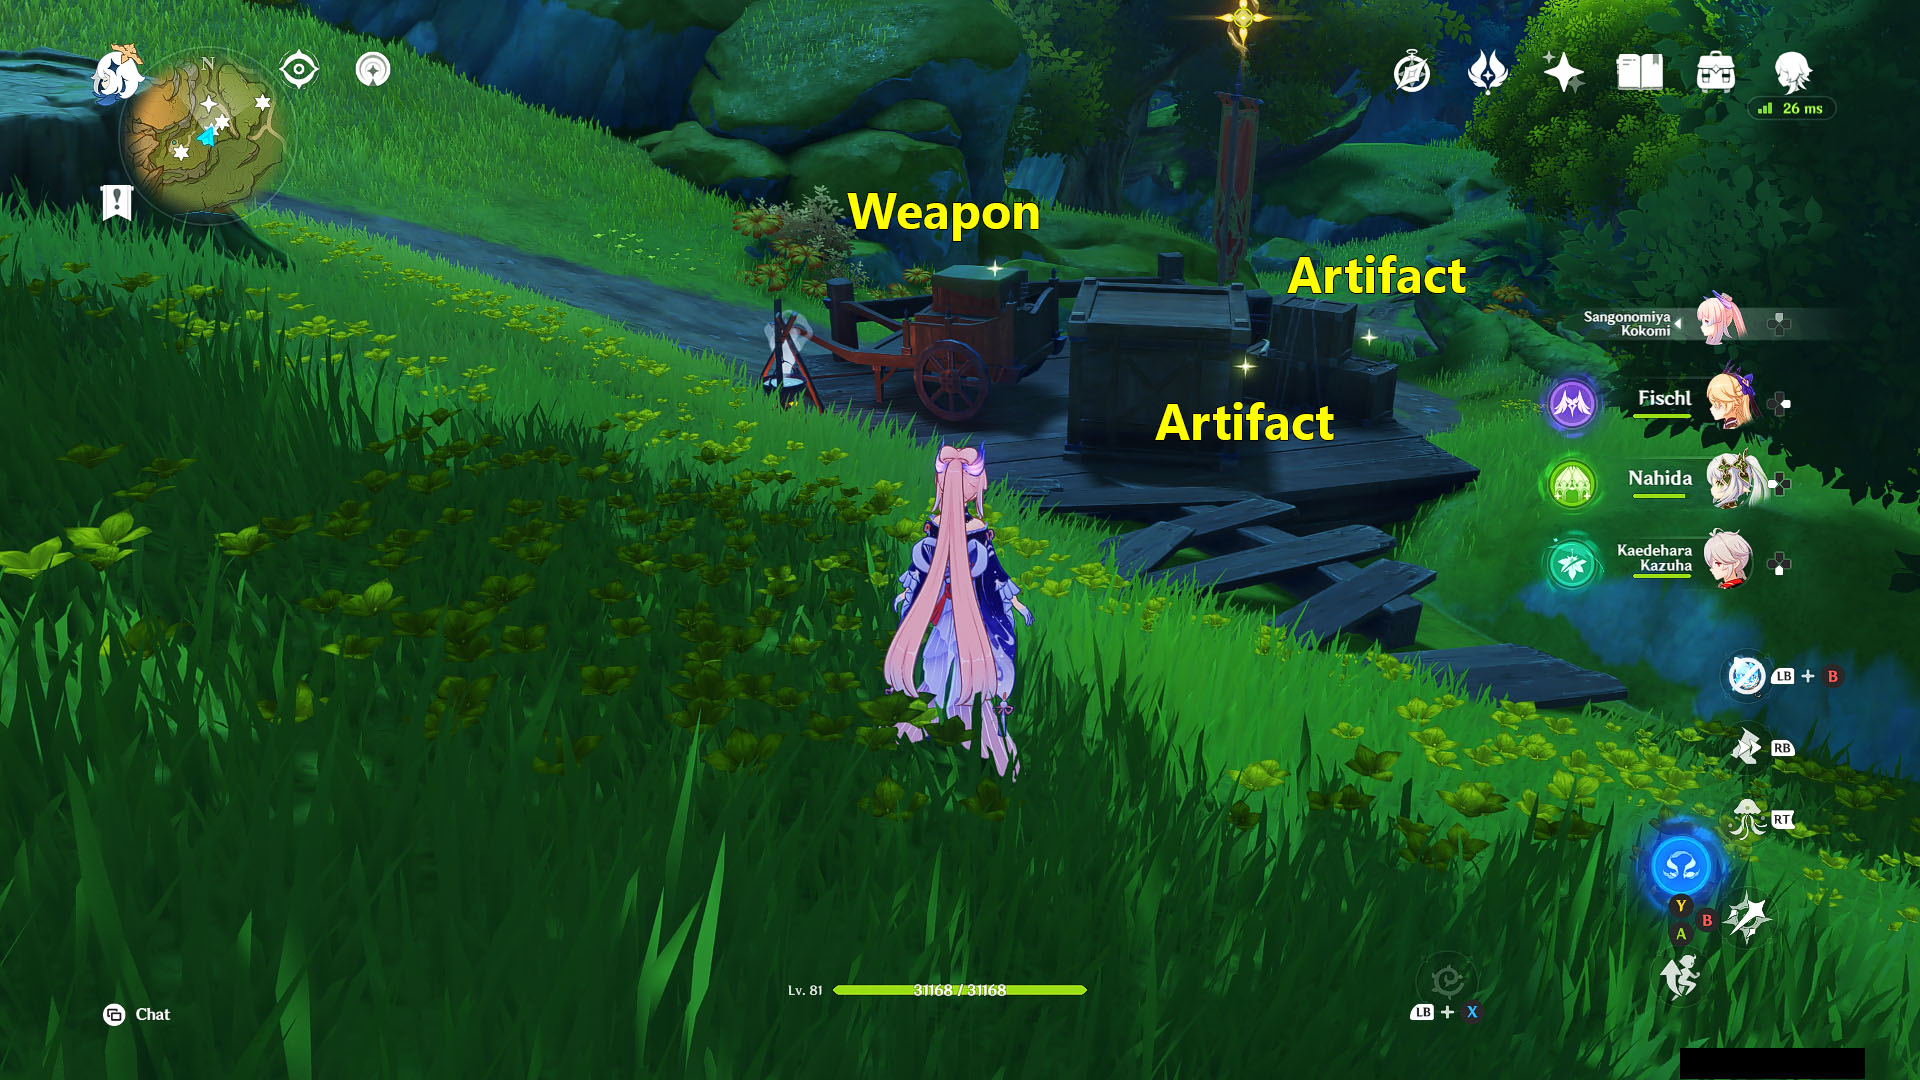 N
26 ms
Weapon
Artifact
Artifact
Sangonomiya
Kokomi
Fischl
Nahida
Kaedehara
Kazuha
LB + B
RB
RT
Y
B
A
Lv. 81
31168 / 31168
LB + X
Chat